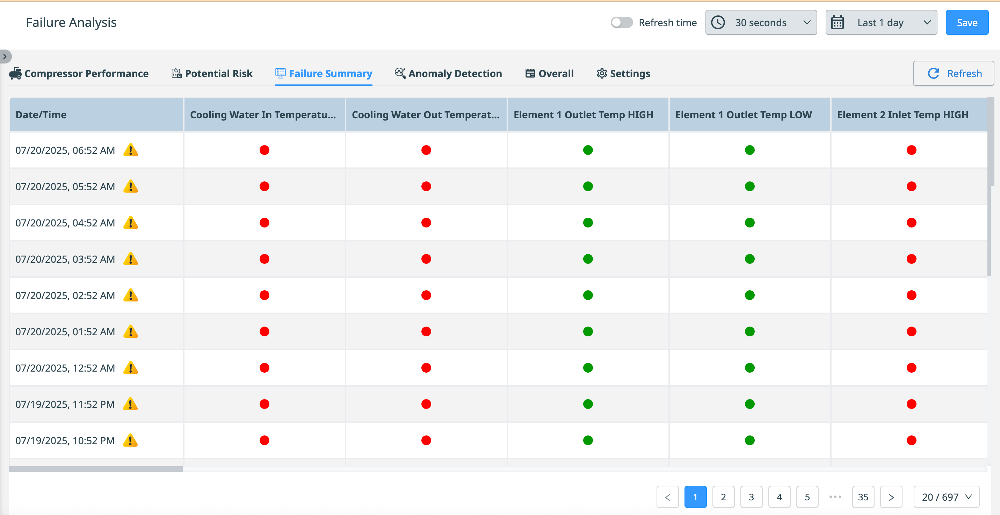 Failure Analysis
Refresh time
30 seconds
Last 1 day
Save
Compressor Performance
Potential Risk
Failure Summary
Anomaly Detection
Overall
Settings
Refresh
Date/Time
Cooling Water In Temperatu...
Cooling Water Out Temperat...
Element 1 Outlet Temp HIGH
Element 1 Outlet Temp LOW
Element 2 Inlet Temp HIGH
07/20/2025, 06:52 AM
07/20/2025, 05:52 AM
07/20/2025, 04:52 AM
07/20/2025, 03:52 AM
07/20/2025, 02:52 AM
07/20/2025, 01:52 AM
07/20/2025, 12:52 AM
07/19/2025, 11:52 PM
07/19/2025, 10:52 PM
1
2
3
4
5
•••
35
20 / 697